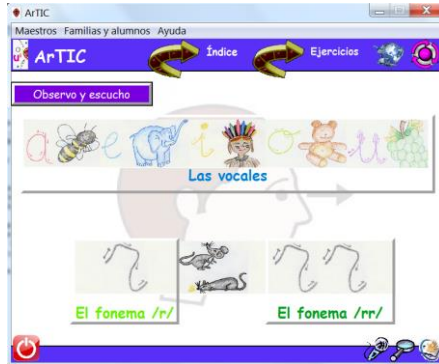 ArTIC
Maestros Familias y alumnos Ayuda
ArTIC
Índice
Ejercicios
Observo y escucho
a e i o u
Las vocales
r
r r
El fonema /r/
El fonema /rr/